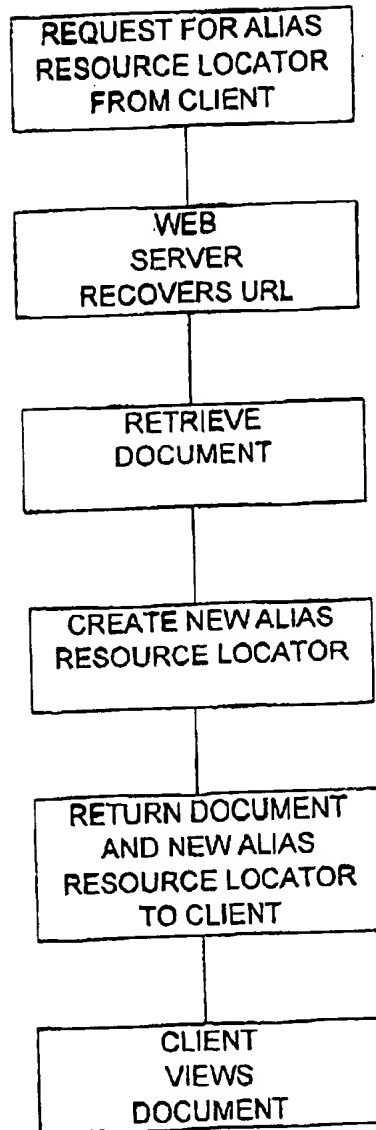 REQUEST FOR ALIAS
RESOURCE LOCATOR
FROM CLIENT
WEB
SERVER
RECOVERS URL
RETRIEVE
DOCUMENT
CREATE NEW ALIAS
RESOURCE LOCATOR
RETURN DOCUMENT
AND NEW ALIAS
RESOURCE LOCATOR
TO CLIENT
CLIENT
VIEWS
DOCUMENT